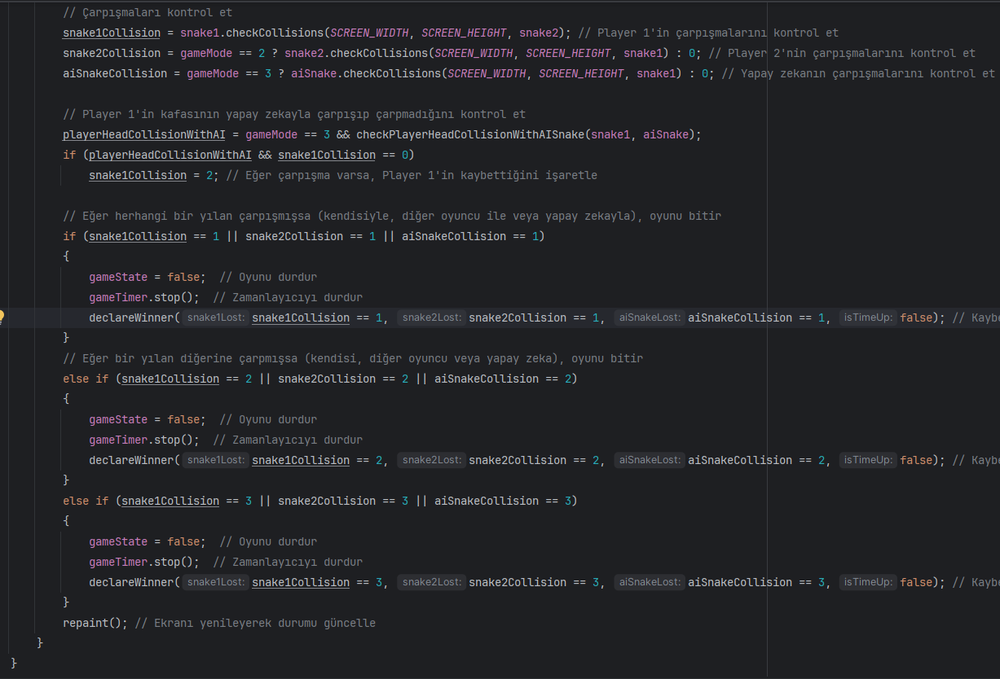 // Çarpışmaları kontrol et
snake1Collision = snake1.checkCollisions(SCREEN_WIDTH, SCREEN_HEIGHT, snake2); // Player 1'in çarpışmalarını kontrol et
snake2Collision = gameMode == 2 ? snake2.checkCollisions(SCREEN_WIDTH, SCREEN_HEIGHT, snake1) : 0; // Player 2'nin çarpışmalarını kontrol et
aiSnakeCollision = gameMode == 3 ? aiSnake.checkCollisions(SCREEN_WIDTH, SCREEN_HEIGHT, snake1) : 0; // Yapay zekanın çarpışmalarını kontrol et
// Player 1'in kafasının yapay zekayla çarpışıp çarpmadığını kontrol et
playerHeadCollisionWithAI = gameMode == 3 && checkPlayerHeadCollisionWithAISnake(snake1, aiSnake);
if (playerHeadCollisionWithAI && snake1Collision == 0)
snake1Collision = 2; // Eğer çarpışma varsa, Player 1'in kaybettiğini işaretle
// Eğer herhangi bir yılan çarpışmışsa (kendisiyle, diğer oyuncu ile veya yapay zekayla), oyunu bitir
if (snake1Collision == 1 || snake2Collision == 1 || aiSnakeCollision == 1)
{
gameState = false; // Oyunu durdur
gameTimer.stop(); // Zamanlayıcıyı durdur
declareWinner( snake1Lost: snake1Collision == 1, snake2Lost: snake2Collision == 1, aiSnakeLost: aiSnakeCollision == 1, isTimeUp: false); // Kaybe
}
// Eğer bir yılan diğerine çarpmışsa (kendisi, diğer oyuncu veya yapay zeka), oyunu bitir
else if (snake1Collision == 2 || snake2Collision == 2 || aiSnakeCollision == 2)
{
gameState = false; // Oyunu durdur
gameTimer.stop(); // Zamanlayıcıyı durdur
declareWinner( snake1Lost: snake1Collision == 2, snake2Lost: snake2Collision == 2, aiSnakeLost: aiSnakeCollision == 2, isTimeUp: false); // Kaybe
}
else if (snake1Collision == 3 || snake2Collision == 3 || aiSnakeCollision == 3)
{
gameState = false; // Oyunu durdur
gameTimer.stop(); // Zamanlayıcıyı durdur
declareWinner( snake1Lost: snake1Collision == 3, snake2Lost: snake2Collision == 3, aiSnakeLost: aiSnakeCollision == 3, isTimeUp: false); // Kaybe
}
repaint(); // Ekranı yenileyerek durumu güncelle
}
}